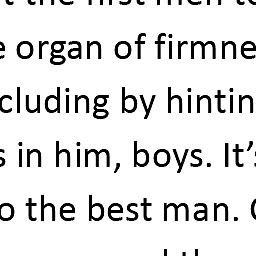 the first men to
organ of firmne
cluding by hintin
s in him, boys. It's
o the best man.